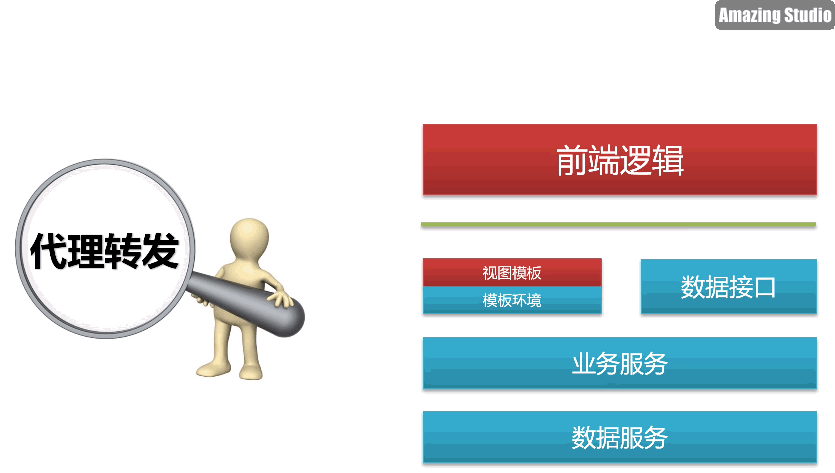 Amazing Studio
代理转发
前端逻辑
视图模板
模板环境
数据接口
业务服务
数据服务